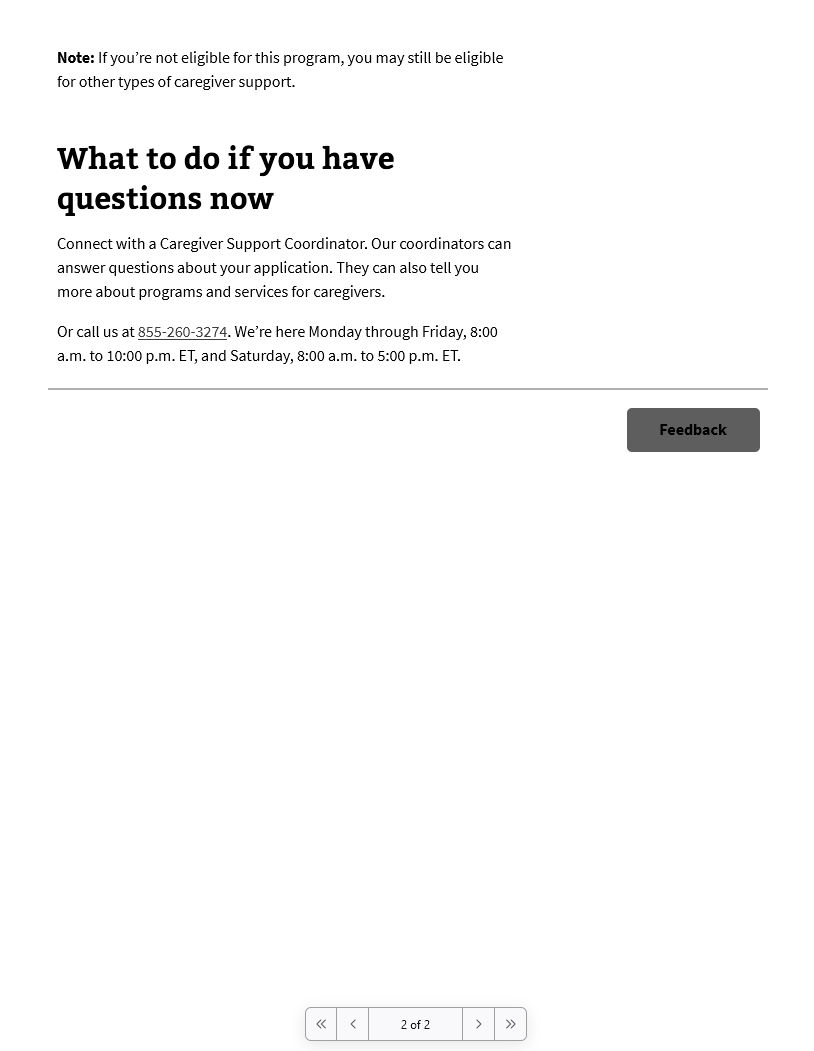 Note: If you’re not eligible for this program, you may still be eligible
for other types of caregiver support.
What to do if you have
questions now
Connect with a Caregiver Support Coordinator. Our coordinators can
answer questions about your application. They can also tell you
more about programs and services for caregivers.
Or call us at 855-260-3274. We’re here Monday through Friday, 8:00
a.m. to 10:00 p.m. ET, and Saturday, 8:00 a.m. to 5:00 p.m. ET.
Feedback
2 of 2